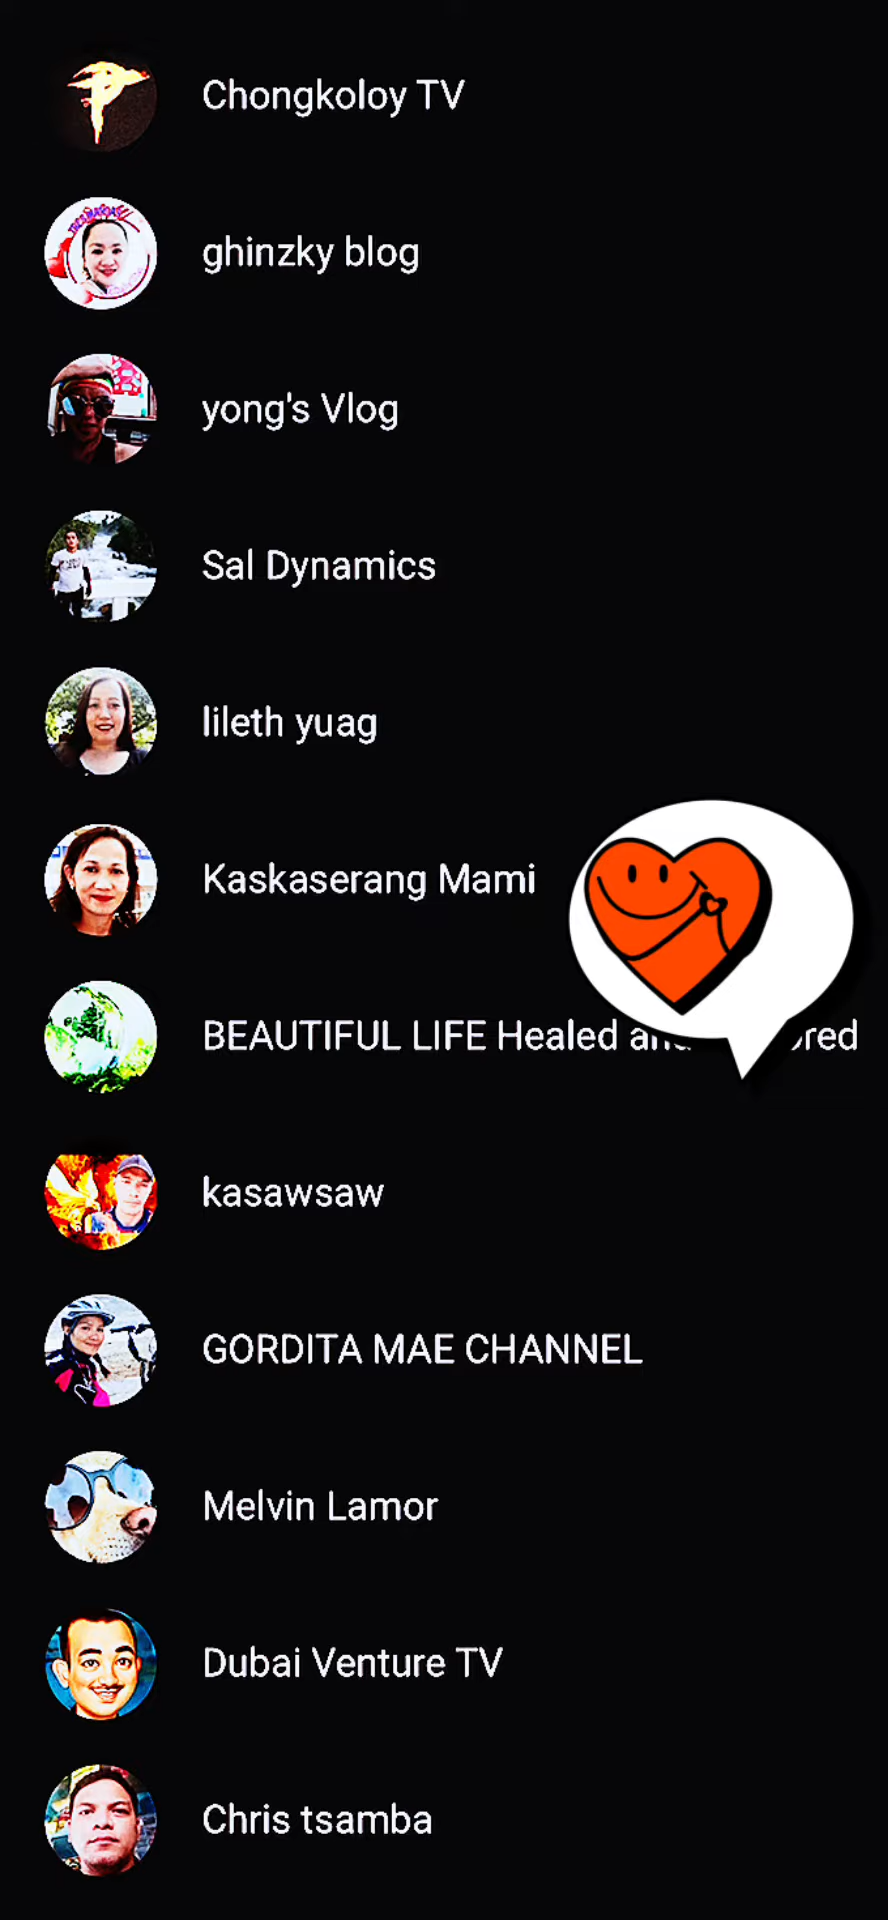 Chongkoloy TV
ghinzky blog
yong's Vlog
Sal Dynamics
lileth yuag
Kaskaserang Mami
BEAUTIFUL LIFE Healed
kasawsaw
GORDITA MAE CHANNEL
Melvin Lamor
Dubai Venture TV
Chris tsamba